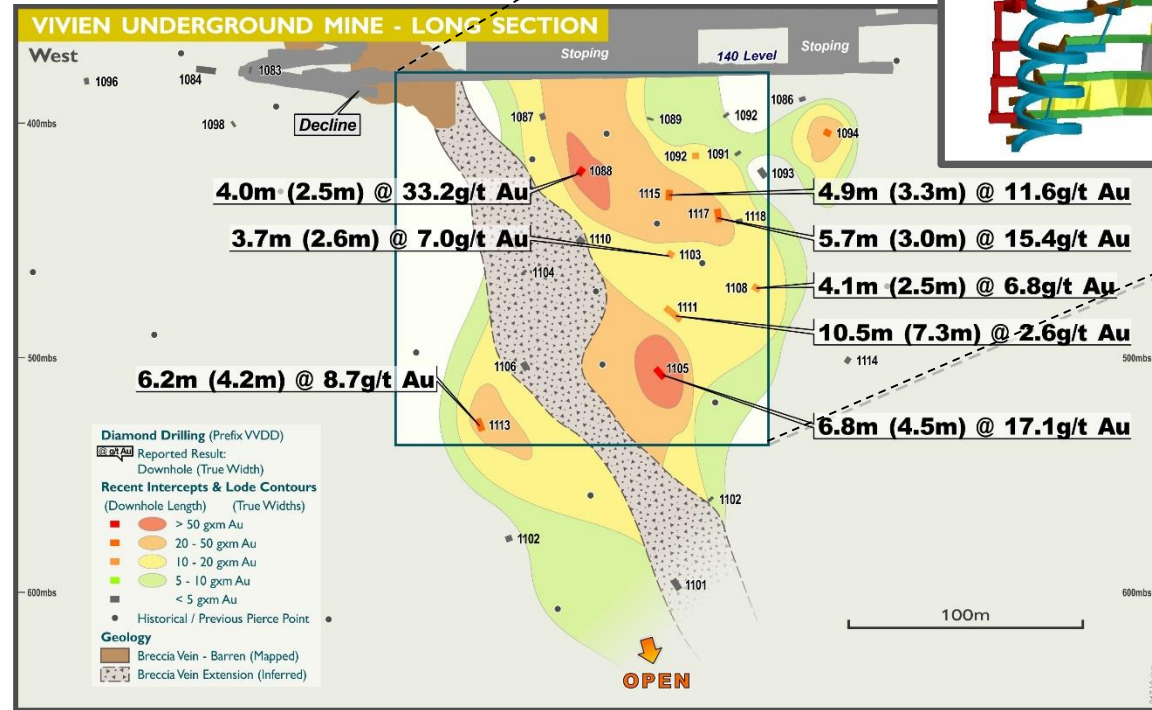 VIVIEN UNDERGROUND MINE - LONG SECTION
West
Stoping
140 Level
Stoping
1096
1084
1083
1098
Decline
400mbs
1087
1089
1092
1086
1094
1092
1091
1093
1088
4.0m (2.5m) @ 33.2g/t Au
1115
4.9m (3.3m) @ 11.6g/t Au
1117
1118
3.7m (2.6m) @ 7.0g/t Au
1110
5.7m (3.0m) @ 15.4g/t Au
1103
1104
1108
4.1m (2.5m) @ 6.8g/t Au
1111
10.5m (7.3m) @ 2.6g/t Au
500mbs
500mbs
1114
1106
1105
6.2m (4.2m) @ 8.7g/t Au
1113
6.8m (4.5m) @ 17.1g/t Au
Diamond Drilling (Prefix VVDD)
@ g/t Au Reported Result:
Downhole (True Width)
Recent Intercepts & Lode Contours
(Downhole Length) (True Widths)
> 50 gxm Au
20 - 50 gxm Au
10 - 20 gxm Au
5 - 10 gxm Au
< 5 gxm Au
Historical / Previous Pierce Point
Geology
Breccia Vein - Barren (Mapped)
Breccia Vein Extension (Inferred)
1102
1102
1101
600mbs
600mbs
100m
OPEN